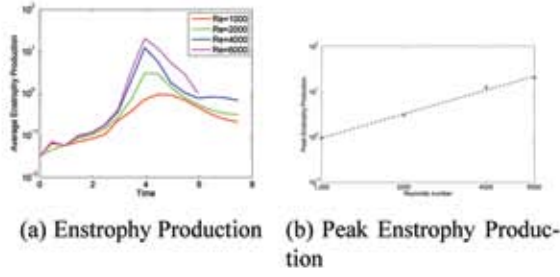 Re=1000
Re=2000
Re=4000
Re=6000
Average Enstrophy Production
0 2 4 6 8
Time
Peak Enstrophy Production
Reynolds number
(a) Enstrophy Production
(b) Peak Enstrophy Produc-
tion